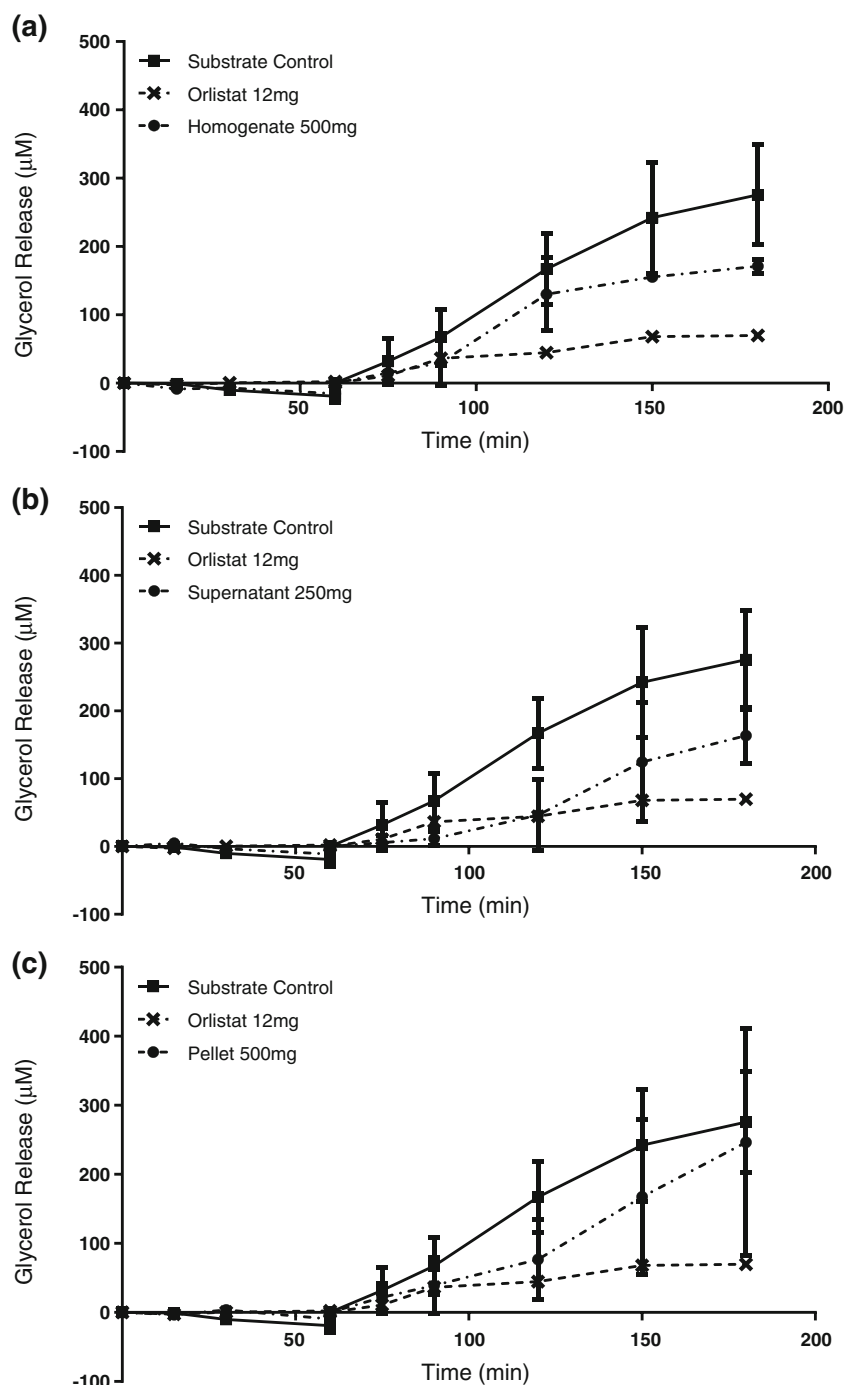 (a)
500
400
300
200
100
0
-100
Substrate Control
Orlistat 12mg
Homogenate 500mg
Glycerol Release (μM)
50
100
150
200
Time (min)
(b)
500
400
300
200
100
0
-100
Substrate Control
Orlistat 12mg
Supernatant 250mg
Glycerol Release (μM)
50
100
150
200
Time (min)
(c)
500
400
300
200
100
0
-100
Substrate Control
Orlistat 12mg
Pellet 500mg
Glycerol Release (μM)
50
100
150
200
Time (min)